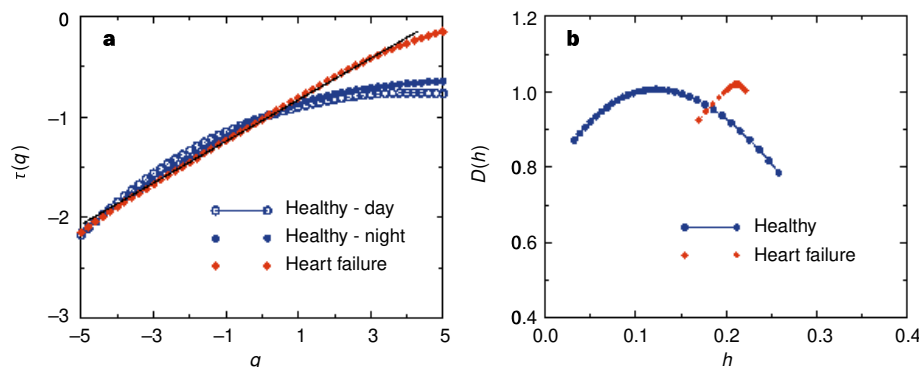 a
τ(q)
0
–1
–2
–3
–5
–3
–1
1
3
5
q
Healthy - day
Healthy - night
Heart failure
b
D(h)
1.2
1.0
0.8
0.6
0.4
0.0
0.1
0.2
0.3
0.4
h
Healthy
Heart failure